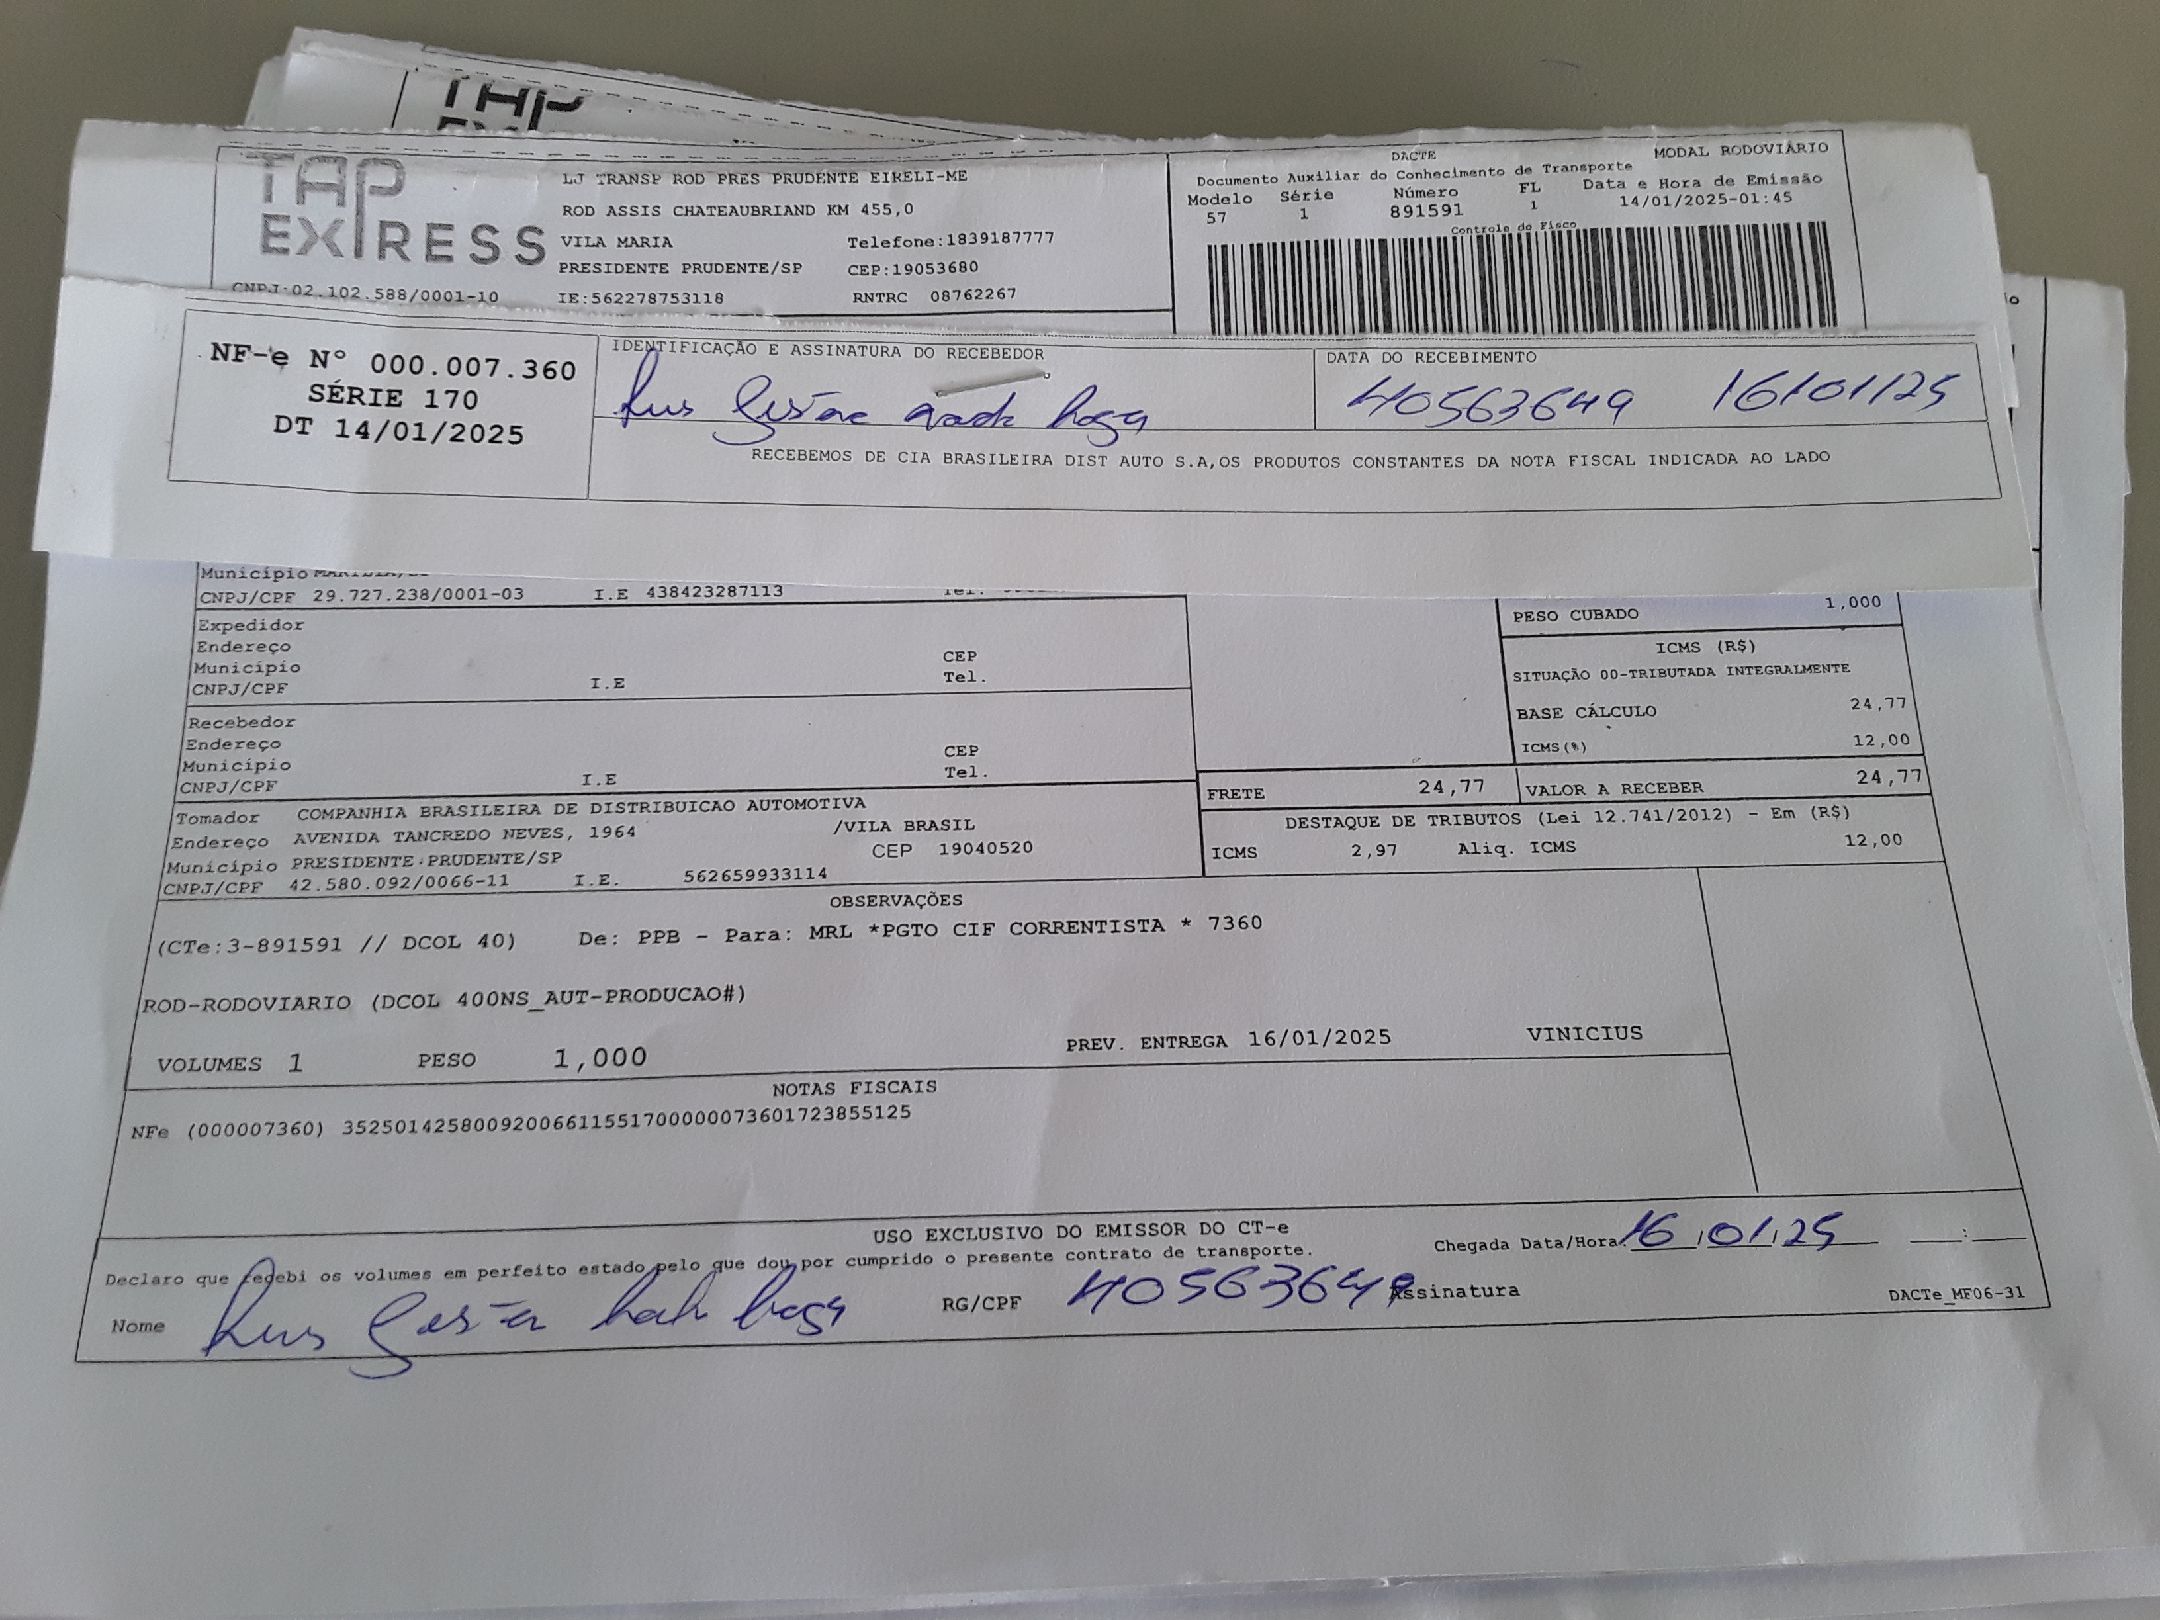 TAP
EXPRESS
LJ TRANSP ROD PRES PRUDENTE EIRELI-ME
ROD ASSIS CHATEAUBRIAND KM 455,0
VILA MARIA Telefone:1839187777
PRESIDENTE PRUDENTE/SP CEP:19053680
CNPJ:02.102.588/0001-10 IE:562278753118 RNTRC 08762267
DACTE MODAL RODOVIÁRIO
Documento Auxiliar do Conhecimento de Transporte
Modelo Série Número FL Data e Hora de Emissão
57 1 891591 1 14/01/2025-01:45
Controle do Fisco
NF-e Nº 000.007.360
SÉRIE 170
DT 14/01/2025
IDENTIFICAÇÃO E ASSINATURA DO RECEBEDOR
DATA DO RECEBIMENTO
40563649 16/01/25
RECEBEMOS DE CIA BRASILEIRA DIST AUTO S.A,OS PRODUTOS CONSTANTES DA NOTA FISCAL INDICADA AO LADO
Município
CNPJ/CPF 29.727.238/0001-03 I.E 438423287113 Tel.
Expedidor
Endereço CEP
Município Tel.
CNPJ/CPF I.E
Recebedor
Endereço CEP
Município Tel.
CNPJ/CPF I.E
Tomador COMPANHIA BRASILEIRA DE DISTRIBUICAO AUTOMOTIVA
Endereço AVENIDA TANCREDO NEVES, 1964 /VILA BRASIL
Município PRESIDENTE PRUDENTE/SP CEP 19040520
CNPJ/CPF 42.580.092/0066-11 I.E. 562659933114
PESO CUBADO 1,000
ICMS (R$)
SITUAÇÃO 00-TRIBUTADA INTEGRALMENTE
BASE CÁLCULO 24,77
ICMS(%) 12,00
FRETE 24,77 VALOR A RECEBER 24,77
DESTAQUE DE TRIBUTOS (Lei 12.741/2012) - Em (R$)
ICMS 2,97 Aliq. ICMS 12,00
OBSERVAÇÕES
(CTe:3-891591 // DCOL 40) De: PPB - Para: MRL *PGTO CIF CORRENTISTA * 7360
ROD-RODOVIARIO (DCOL 400NS_AUT-PRODUCAO#)
VOLUMES 1 PESO 1,000 PREV. ENTREGA 16/01/2025 VINICIUS
NOTAS FISCAIS
NFe (000007360) 35250142580092006611551700000073601723855125
USO EXCLUSIVO DO EMISSOR DO CT-e
Declaro que recebi os volumes em perfeito estado pelo que dou por cumprido o presente contrato de transporte.
Chegada Data/Hora 16/01/25 :
Nome RG/CPF 40563649 Assinatura
DACTe_MF06-31